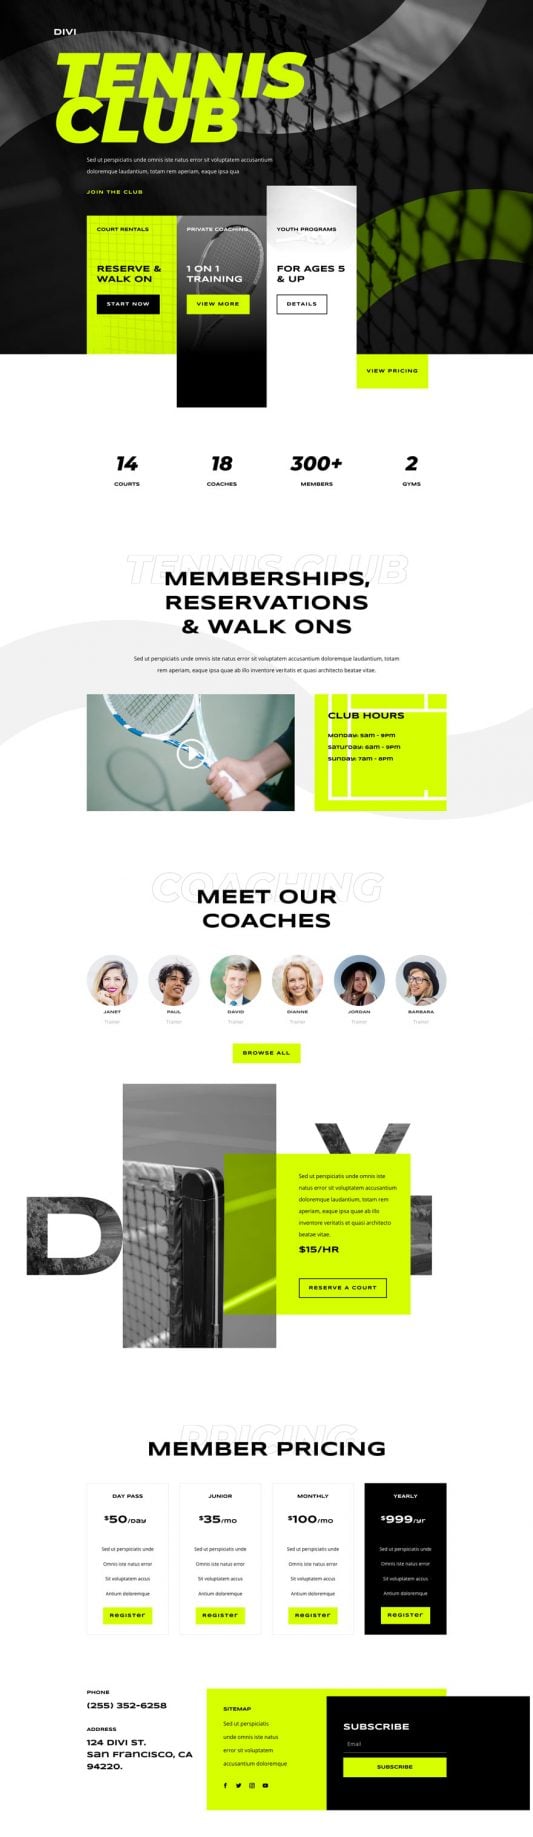 DIVI
TENNIS
CLUB
Sed ut perspiciatis unde omnis iste natus error sit voluptatem accusantium
doloremque laudantium, totam rem aperiam, eaque ipsa qua.
JOIN THE CLUB
COURT RENTALS
RESERVE &
WALK ON
START NOW
PRIVATE COACHING
1 ON 1
TRAINING
VIEW MORE
YOUTH PROGRAMS
FOR AGES 5
& UP
DETAILS
VIEW PRICING
14
COURTS
18
COACHES
300+
MEMBERS
2
GYMS
TENNIS CLUB
MEMBERSHIPS,
RESERVATIONS
& WALK ONS
Sed ut perspiciatis unde omnis iste natus error sit voluptatem accusantium doloremque laudantium, totam
rem aperiam, eaque ipsa quae ab illo inventore veritatis et quasi architecto beatae vitae.
CLUB HOURS
Monday: 5am - 9pm
Saturday: 6am - 9pm
Sunday: 7am - 8pm
COACHING
MEET OUR
COACHES
JANET
Trainer
PAUL
Trainer
DAVID
Trainer
DIANNE
Trainer
JORDAN
Trainer
BARBARA
Trainer
BROWSE ALL
D
Sed ut perspiciatis unde omnis iste
natus error sit voluptatem accusantium
doloremque laudantium, totam rem
aperiam, eaque ipsa quae ab illo
inventore veritatis et quasi architecto
beatae vitae.
$15/HR
RESERVE A COURT
PRICING
MEMBER PRICING
DAY PASS
$50/day
Sed ut perspiciatis unde
Omnis iste natus error
Sit voluptatem accus
Antium doloremque
Register
JUNIOR
$35/mo
Sed ut perspiciatis unde
Omnis iste natus error
Sit voluptatem accus
Antium doloremque
Register
MONTHLY
$100/mo
Sed ut perspiciatis unde
Omnis iste natus error
Sit voluptatem accus
Antium doloremque
Register
YEARLY
$999/yr
Sed ut perspiciatis unde
Omnis iste natus error
Sit voluptatem accus
Antium doloremque
Register
PHONE
(255) 352-6258
ADDRESS
124 DIVI ST.
San Francisco, CA
94220.
SITEMAP
Sed ut perspiciatis
unde omnis iste natus
error sit voluptatem
accusantium doloremque
SUBSCRIBE
Email
SUBSCRIBE